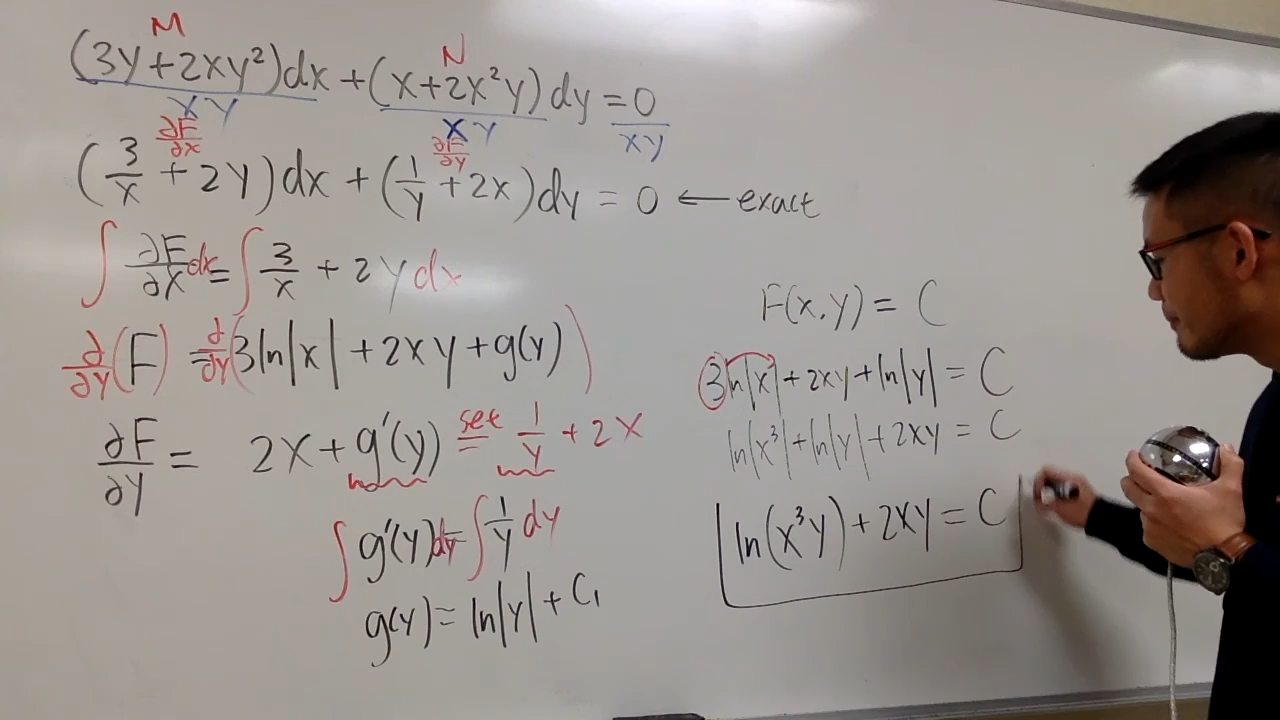 M N
(3y+2xy²)dx + (x+2x²y)dy = 0
xy xy xy
∂F/∂x ∂F/∂y
(3/x + 2y)dx + (1/y + 2x)dy = 0 ← exact
∫ ∂F/∂x dx = ∫ 3/x + 2y dx
∂/∂y (F) = ∂/∂y (3ln|x| + 2xy + g(y))
∂F/∂y = 2x + g'(y) set = 1/y + 2x
∫ g'(y)dy = ∫ 1/y dy
g(y) = ln|y| + C₁
F(x,y) = C
3ln|x| + 2xy + ln|y| = C
ln|x³| + ln|y| + 2xy = C
ln(x³y) + 2xy = C